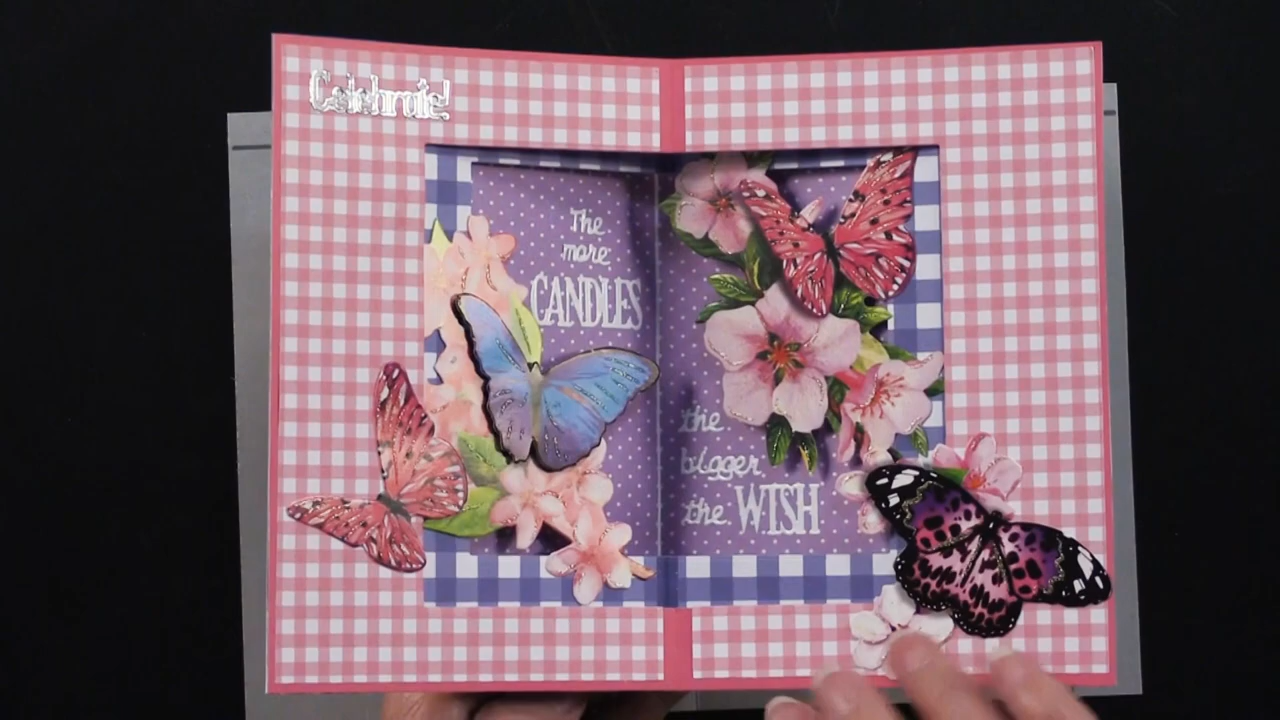 Celebrate!
The
more
CANDLES
the
bigger
the WISH